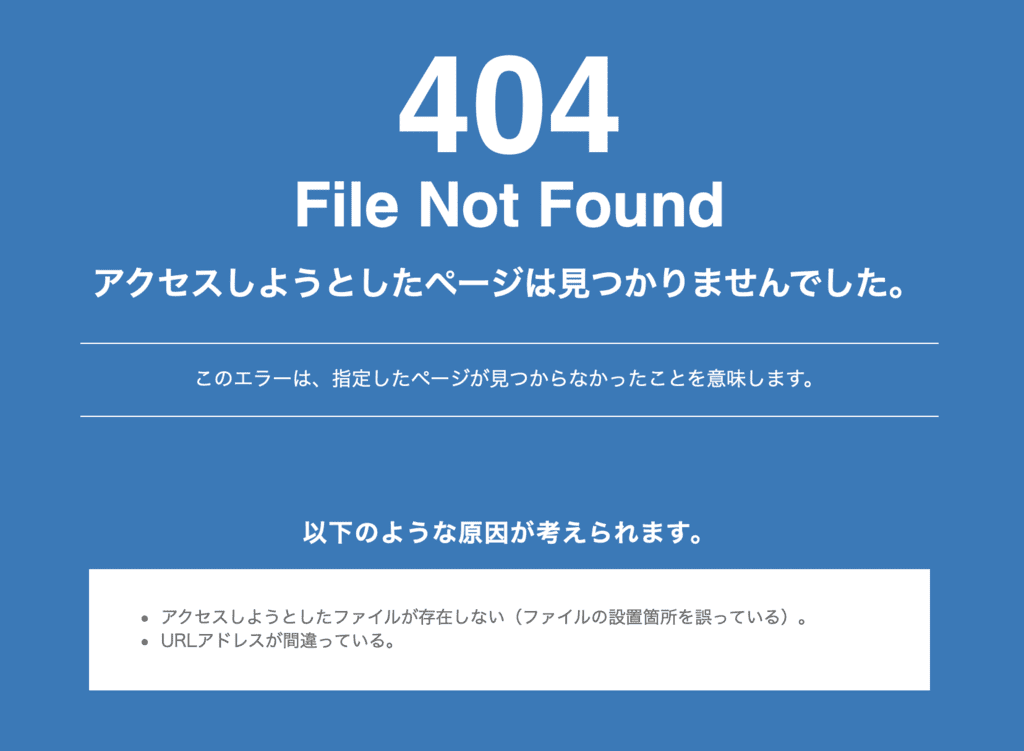 404
File Not Found
アクセスしようとしたページは見つかりませんでした。
このエラーは、指定したページが見つからなかったことを意味します。
以下のような原因が考えられます。
• アクセスしようとしたファイルが存在しない（ファイルの設置箇所を誤っている）。
• URLアドレスが間違っている。